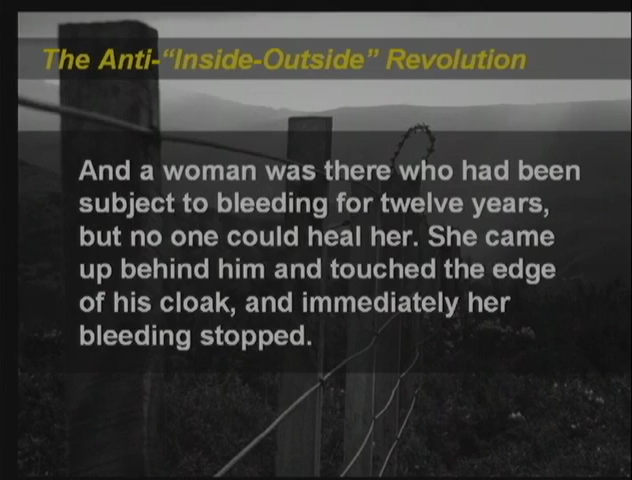 The Anti-“Inside-Outside” Revolution
And a woman was there who had been
subject to bleeding for twelve years,
but no one could heal her. She came
up behind him and touched the edge
of his cloak, and immediately her
bleeding stopped.